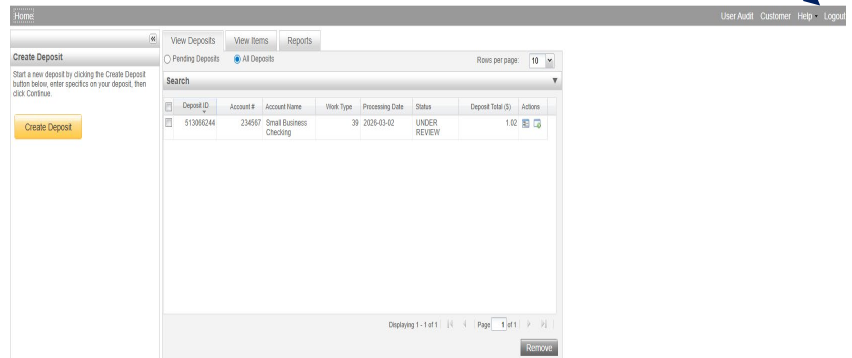 Home
User Audit Customer Help Logout
View Deposits View Items Reports
Create Deposit
Pending Deposits All Deposits Rows per page: 10
Start a new deposit by clicking the Create Deposit
button below, enter specifics on your deposit, then
click Continue.
Search
Create Deposit
Deposit ID Account # Account Name Work Type Processing Date Status Deposit Total ($) Actions
513066244 234567 Small Business 39 2026-03-02 UNDER 1.02
Checking REVIEW
Displaying 1 - 1 of 1 Page 1 of 1
Remove